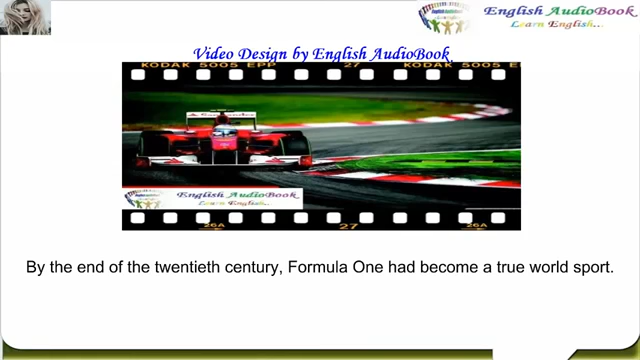 English AudioBook
Learn English...
Video Design by English AudioBook
KODAK 5005 EPP 27 KODAK 5005 E
English AudioBook
Learn English...
26A 27 26A
By the end of the twentieth century, Formula One had become a true world sport.